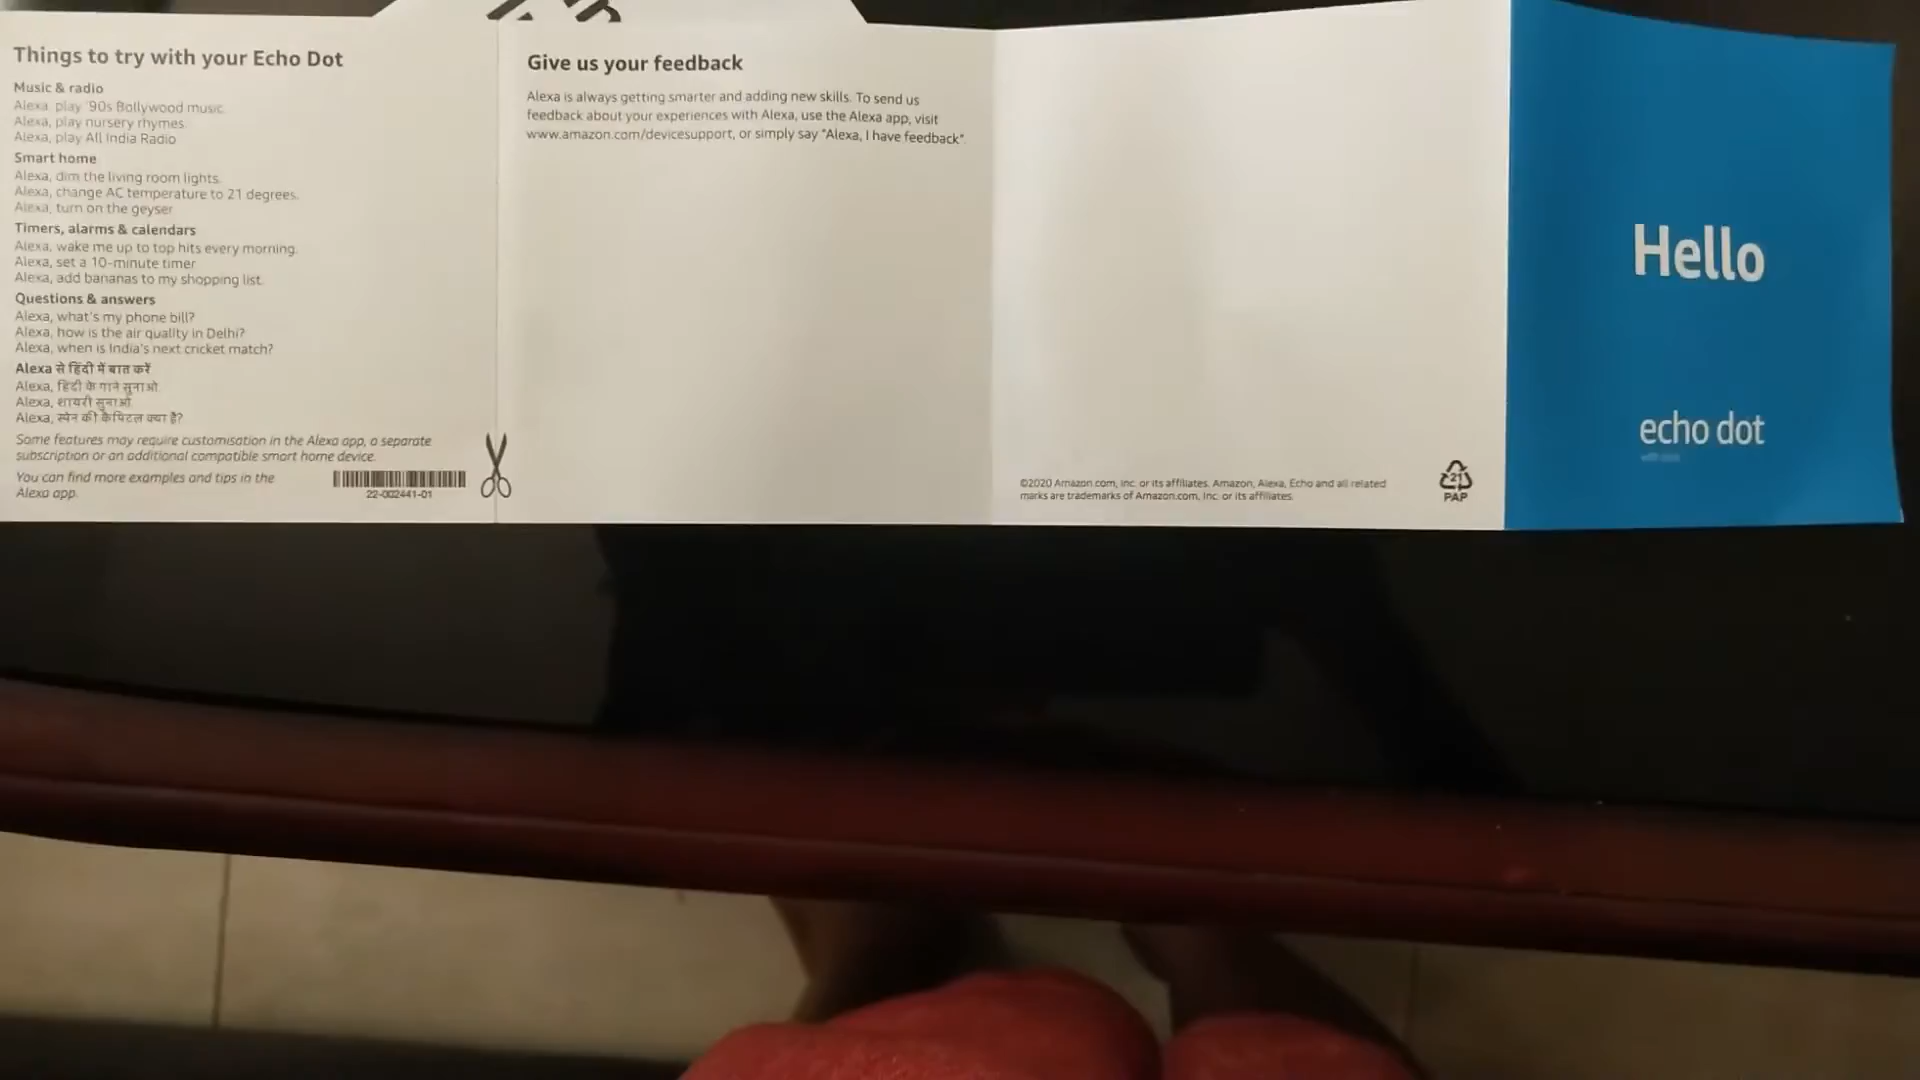 Things to try with your Echo Dot
Music & radio
Alexa, play '90s Bollywood music.
Alexa, play nursery rhymes.
Alexa, play All India Radio
Smart home
Alexa, dim the living room lights.
Alexa, change AC temperature to 21 degrees.
Alexa, turn on the geyser
Timers, alarms & calendars
Alexa, wake me up to top hits every morning.
Alexa, set a 10-minute timer
Alexa, add bananas to my shopping list.
Questions & answers
Alexa, what's my phone bill?
Alexa, how is the air quality in Delhi?
Alexa, when is India's next cricket match?
Alexa से हिंदी में बात करें
Alexa, हिंदी के गाने सुनाओ.
Alexa, शायरी सुनाओ.
Alexa, स्पेन की कैपिटल क्या है?
Some features may require customisation in the Alexa app, a separate
subscription or an additional compatible smart home device.
You can find more examples and tips in the
Alexa app.
22-002441-01
Give us your feedback
Alexa is always getting smarter and adding new skills. To send us
feedback about your experiences with Alexa, use the Alexa app, visit
www.amazon.com/devicesupport, or simply say "Alexa, I have feedback".
©2020 Amazon.com, Inc. or its affiliates. Amazon, Alexa, Echo and all related
marks are trademarks of Amazon.com, Inc. or its affiliates.
21
PAP
Hello
echo dot